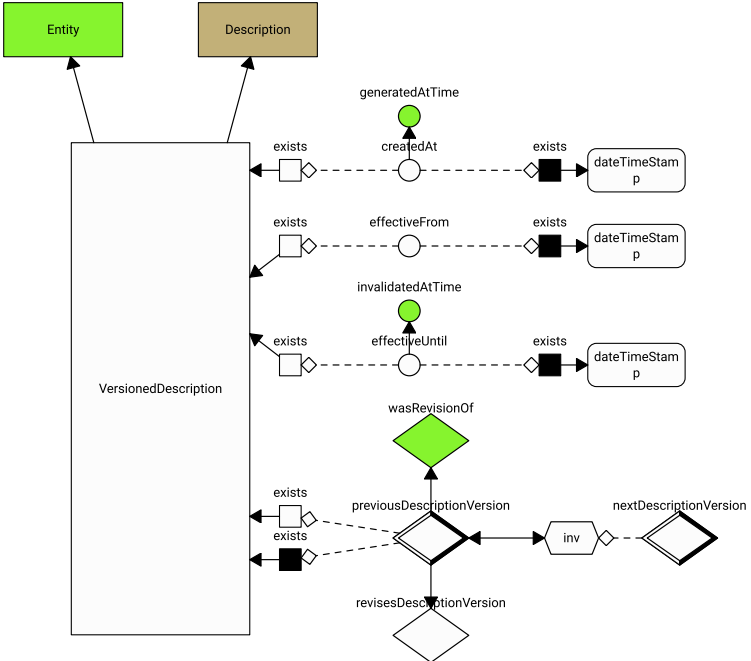 Entity
Description
generatedAtTime
exists
createdAt
exists
dateTimeStam
p
exists
effectiveFrom
exists
dateTimeStam
p
invalidatedAtTime
exists
effectiveUntil
exists
dateTimeStam
p
VersionedDescription
wasRevisionOf
exists
previousDescriptionVersion
nextDescriptionVersion
exists
inv
revisesDescriptionVersion